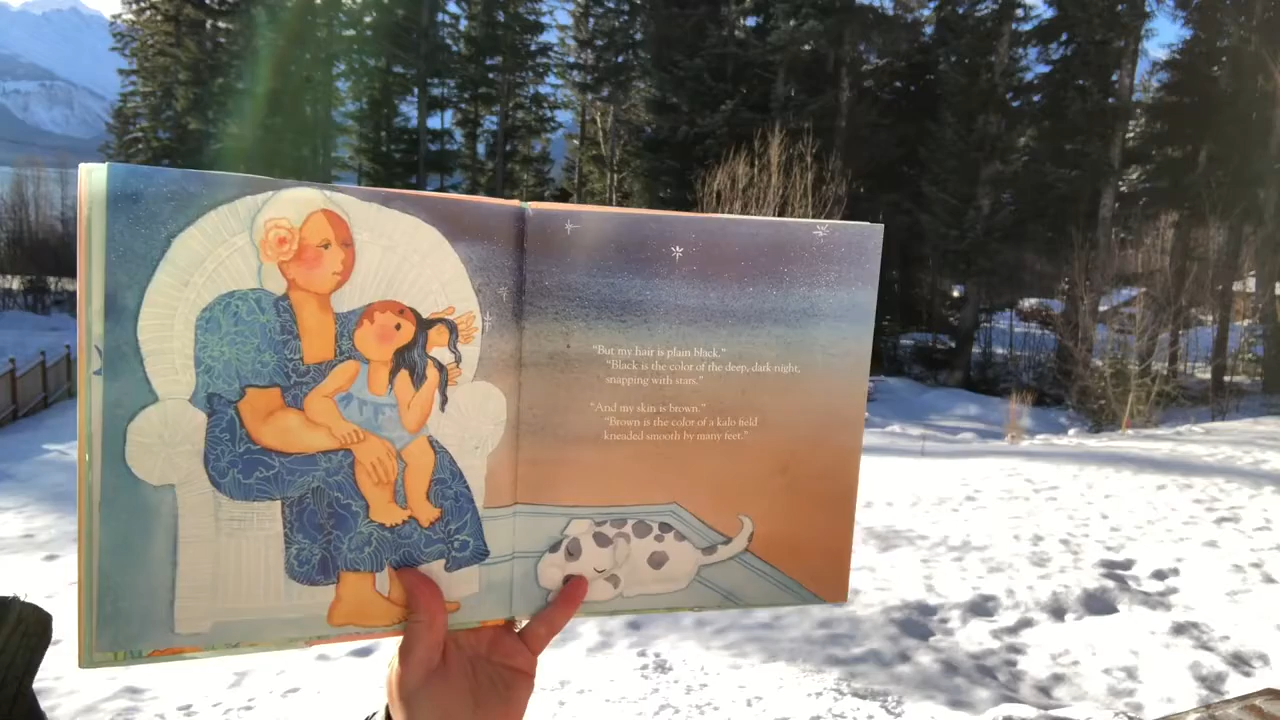 “But my hair is plain black.”
“Black is the color of the deep, dark night,
snapping with stars.”
“And my skin is brown.”
“Brown is the color of a kalo field
kneaded smooth by many feet.”